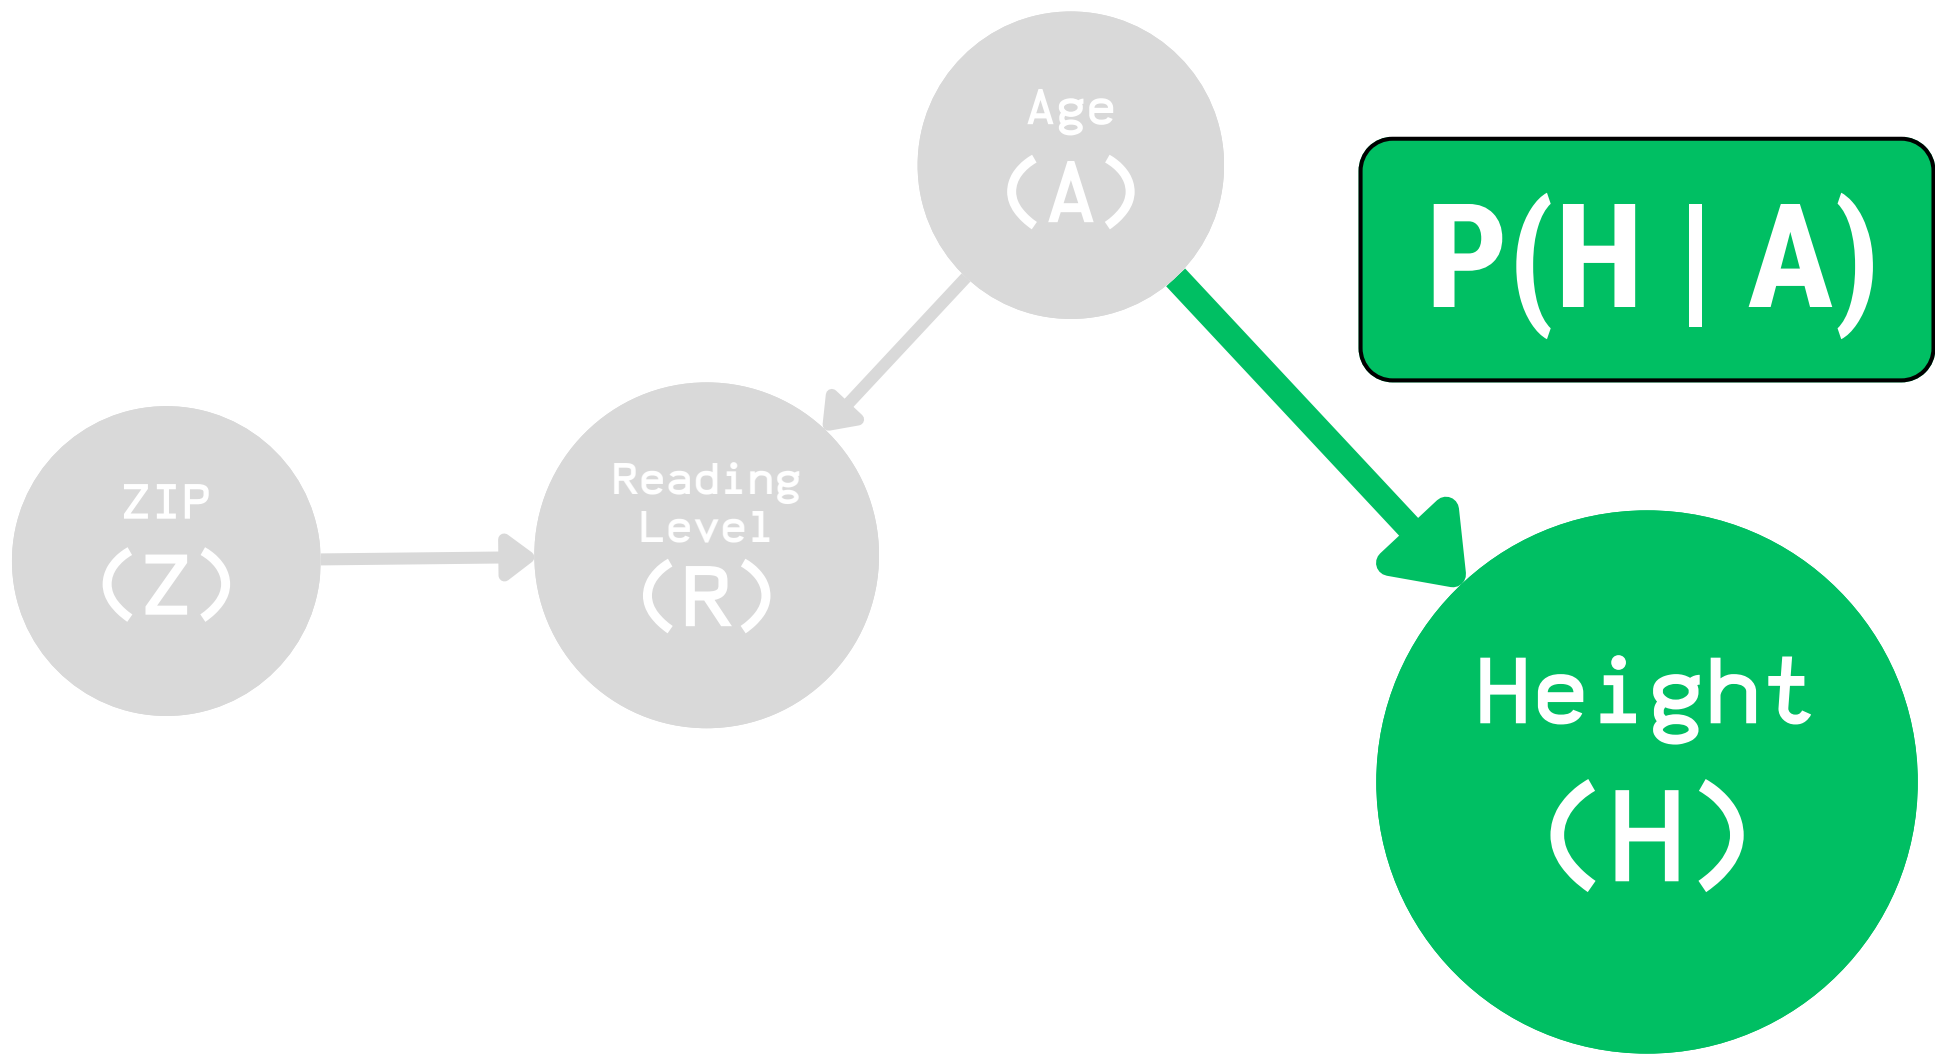 Age
(A)
P(H | A)
ZIP
(Z)
Reading
Level
(R)
Height
(H)